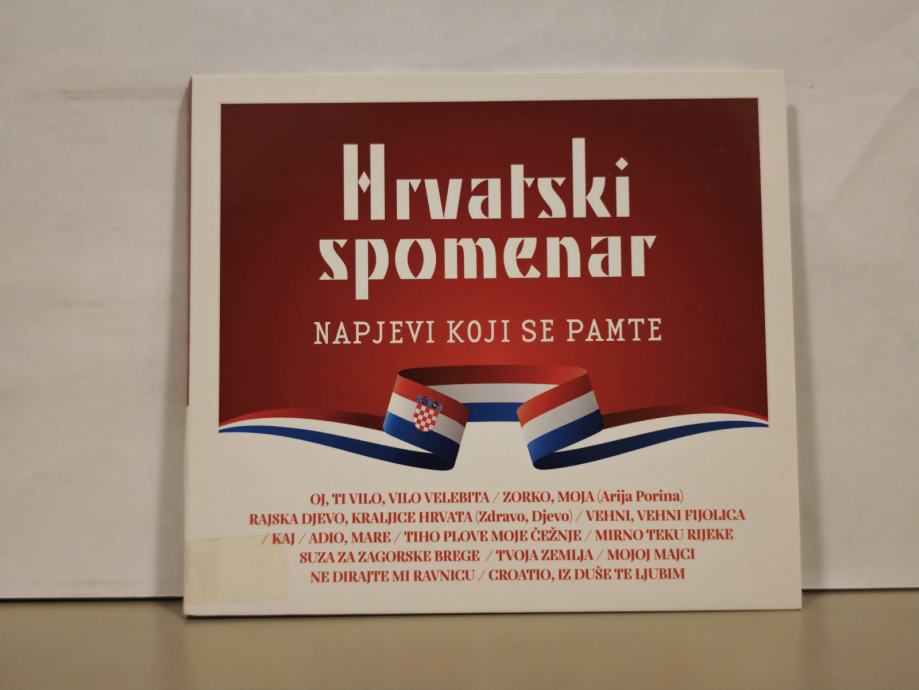 Hrvatski
spomenar
NAPJEVI KOJI SE PAMTE
OJ, TI VILO, VILO VELEBITA / ZORKO, MOJA (Arija Porina)
RAJSKA DJEVO, KRALJICE HRVATA (Zdravo, Djevo) / VEHNI, VEHNI FIJOLICA
/ KAJ / ADIO, MARE / TIHO PLOVE MOJE ČEŽNJE / MIRNO TEKU RIJEKE
SUZA ZA ZAGORSKE BREGE / TVOJA ZEMLJA / MOJOJ MAJCI
NE DIRAJTE MI RAVNICU / CROATIO, IZ DUŠE TE LJUBIM